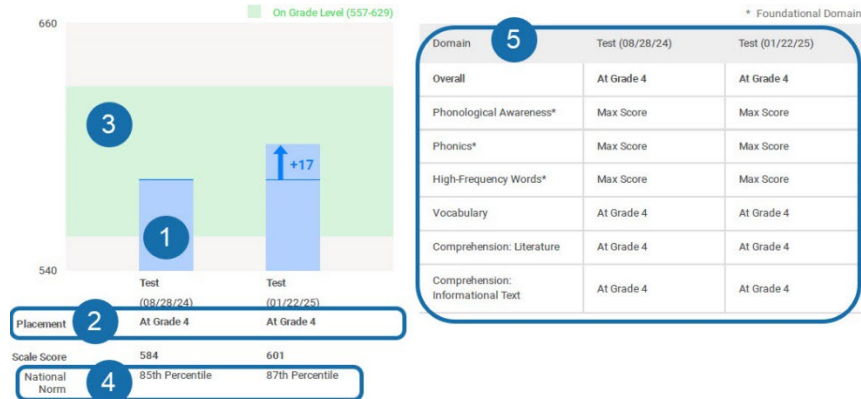 On Grade Level (557-629)
660
3
+17
1
540
Test
(08/28/24)
Test
(01/22/25)
Placement 2 At Grade 4 At Grade 4
Scale Score 584 601
National
Norm 4 85th Percentile 87th Percentile
* Foundational Domain
Domain 5 Test (08/28/24) Test (01/22/25)
Overall At Grade 4 At Grade 4
Phonological Awareness* Max Score Max Score
Phonics* Max Score Max Score
High-Frequency Words* Max Score Max Score
Vocabulary At Grade 4 At Grade 4
Comprehension: Literature At Grade 4 At Grade 4
Comprehension:
Informational Text At Grade 4 At Grade 4